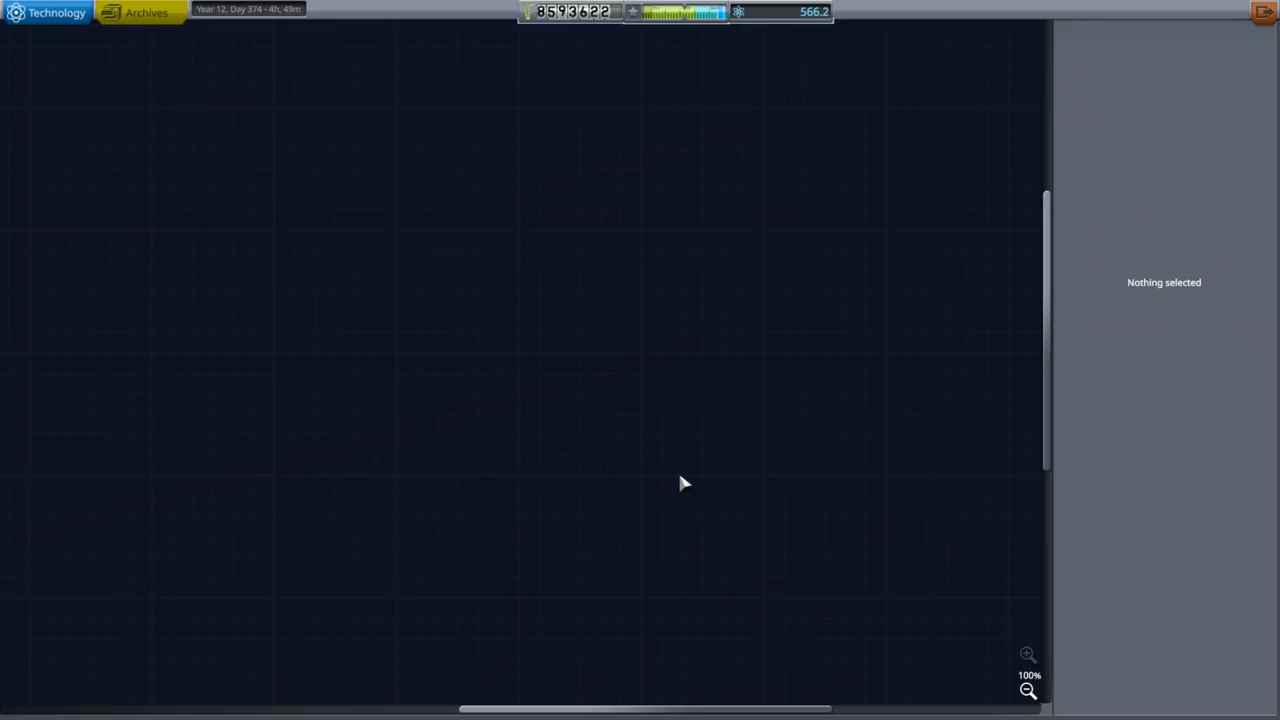 Technology
Archives
Year 12, Day 374 - 4h, 49m
8593622
566.2
Nothing selected
100%